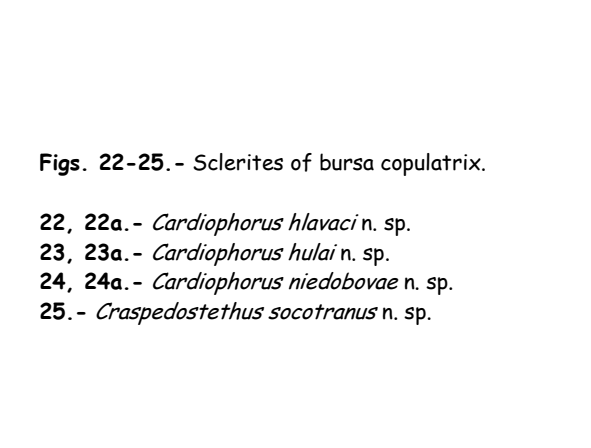 Figs. 22-25.- Sclerites of bursa copulatrix.
22, 22a.- Cardiophorus hlavaci n. sp.
23, 23a.- Cardiophorus hulai n. sp.
24, 24a.- Cardiophorus niedobovae n. sp.
25.- Craspedostethus socotranus n. sp.